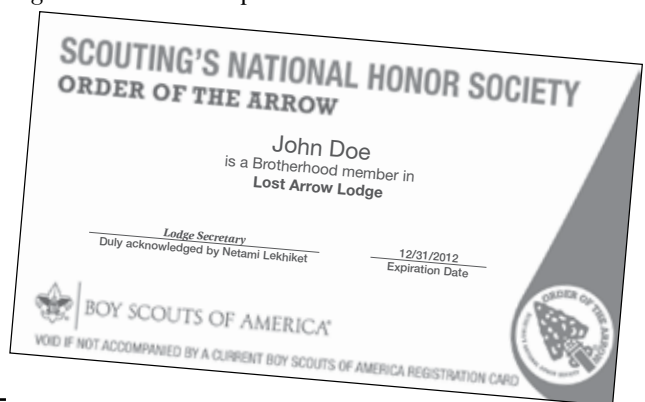 SCOUTING'S NATIONAL HONOR SOCIETY
ORDER OF THE ARROW
John Doe
is a Brotherhood member in
Lost Arrow Lodge
Lodge Secretary
Duly acknowledged by Netami Lekhiket
12/31/2012
Expiration Date
BOY SCOUTS OF AMERICA®
VOID IF NOT ACCOMPANIED BY A CURRENT BOY SCOUTS OF AMERICA REGISTRATION CARD
ORDER OF THE ARROW